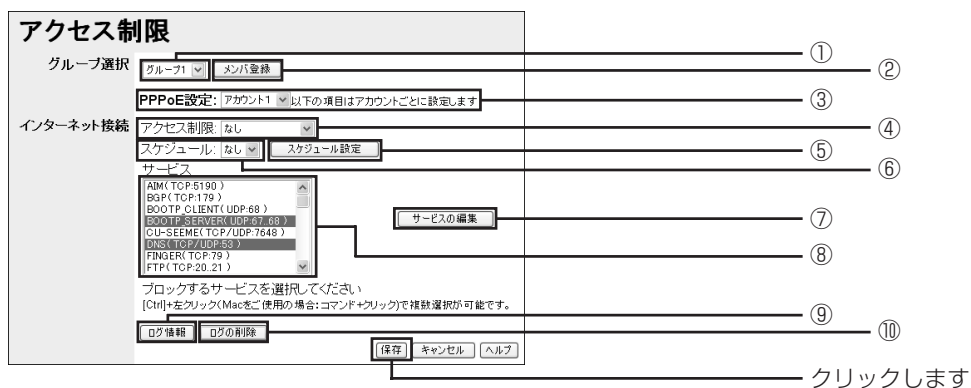 アクセス制限
グループ選択 グループ1 メンバ登録
PPPoE設定: アカウント1 以下の項目はアカウントごとに設定します
インターネット接続 アクセス制限: なし
スケジュール: なし スケジュール設定
サービス
AIM(TCP:5190)
BGP(TCP:179)
BOOTP_CLIENT(UDP:68)
BOOTP_SERVER(UDP:67..68)
CU-SEEME(TCP/UDP:7648)
DNS(TCP/UDP:53)
FINGER(TCP:79)
FTP(TCP:20..21)
サービスの編集
ブロックするサービスを選択してください
[Ctrl]+左クリック(Macをご使用の場合:コマンド+クリック)で複数選択が可能です。
ログ情報 ログの削除
保存 キャンセル ヘルプ
①
②
③
④
⑤
⑥
⑦
⑧
⑨
⑩
クリックします